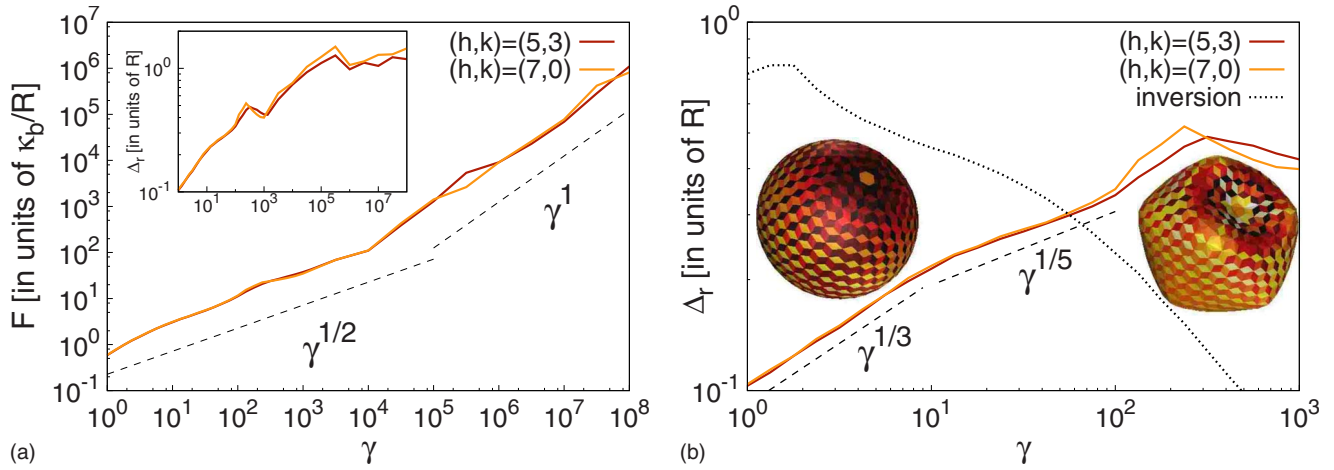 F [in units of κ_b/R]
10^7
10^6
10^5
10^4
10^3
10^2
10^1
10^0
10^-1
Δ_r [in units of R]
10^0
10^-1
10^1 10^3 10^5 10^7
(h,k)=(5,3)
(h,k)=(7,0)
γ^1
γ^1/2
10^0 10^1 10^2 10^3 10^4 10^5 10^6 10^7 10^8
γ
(a)
Δ_r [in units of R]
10^0
10^-1
(h,k)=(5,3)
(h,k)=(7,0)
inversion
γ^1/5
γ^1/3
10^0 10^1 10^2 10^3
γ
(b)